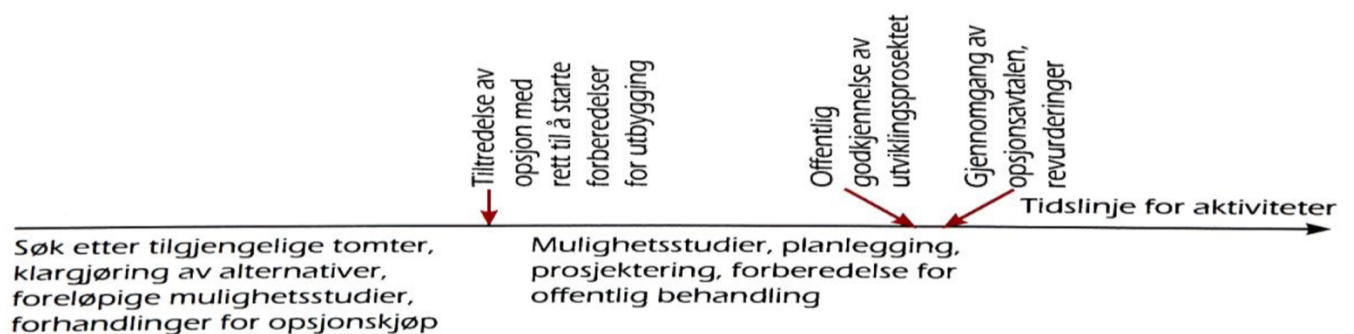 Tiltredelse av
opsjon med
rett til å starte
forberedelser
for utbygging
Offentlig
godkjennelse av
utviklingsprosektet
Gjennomgang av
opsjonsavtalen,
revurderinger
Tidslinje for aktiviteter
Søk etter tilgjengelige tomter,
klargjøring av alternativer,
foreløpige mulighetsstudier,
forhandlinger for opsjonskjøp
Mulighetsstudier, planlegging,
prosjektering, forberedelse for
offentlig behandling